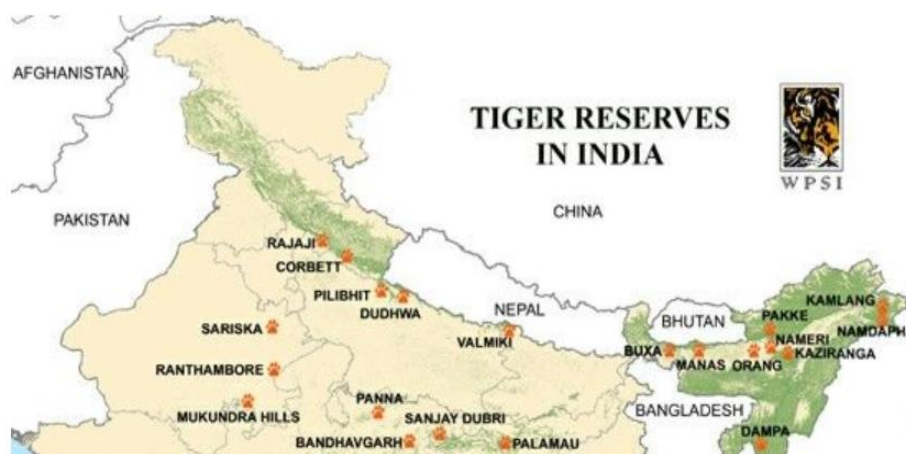 AFGHANISTAN
TIGER RESERVES
IN INDIA
WPSI
PAKISTAN
CHINA
RAJAJI
CORBETT
PILIBHIT
DUDHWA
NEPAL
VALMIKI
SARISKA
RANTHAMBORE
MUKUNDRA HILLS
PANNA
SANJAY DUBRI
BANDHAVGARH
PALAMAU
BHUTAN
BUXA
MANAS
ORANG
PAKKE
NAMERI
KAZIRANGA
KAMLANG
NAMDAPH
BANGLADESH
DAMPA